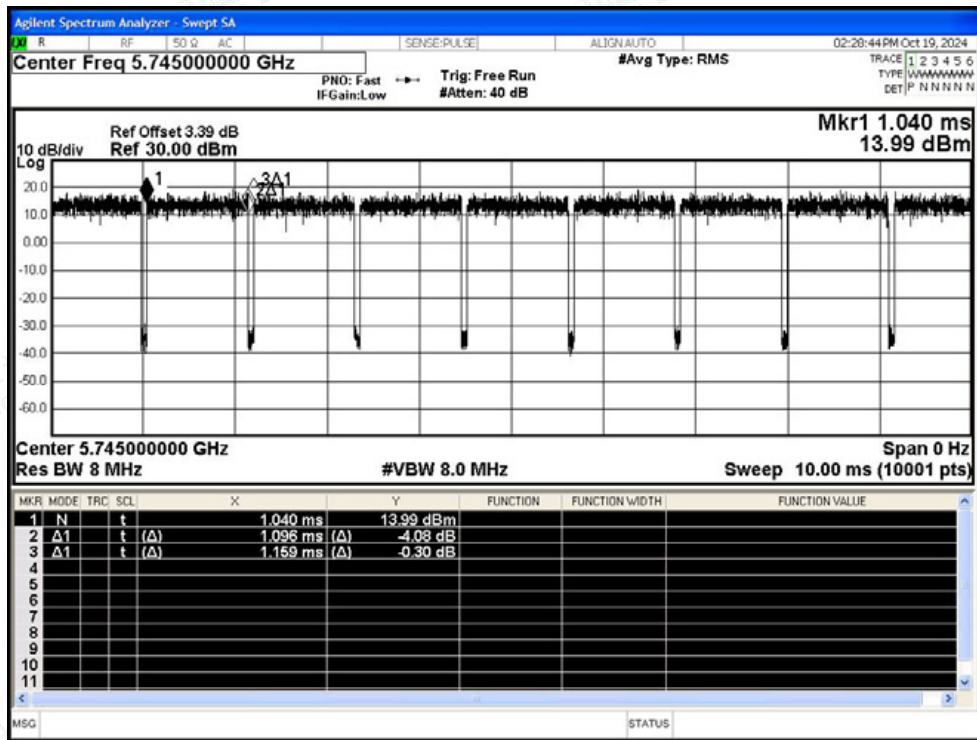 Agilent Spectrum Analyzer - Swept SA
LXI R RF 50 Ω AC SENSE:PULSE ALIGNAUTO 02:28:44 PM Oct 19, 2024
Center Freq 5.745000000 GHz
PNO: Fast
IFGain:Low
Trig: Free Run
#Atten: 40 dB
#Avg Type: RMS
TRACE 1 2 3 4 5 6
TYPE WWWWWW
DET P N N N N N
Mkr1 1.040 ms
13.99 dBm
Ref Offset 3.39 dB
10 dB/div Ref 30.00 dBm
Log
20.0
10.0
0.00
-10.0
-20.0
-30.0
-40.0
-50.0
-60.0
1
3Δ1
2Δ1
Center 5.745000000 GHz Span 0 Hz
Res BW 8 MHz #VBW 8.0 MHz Sweep 10.00 ms (10001 pts)
MKR MODE TRC SCL X Y FUNCTION FUNCTION WIDTH FUNCTION VALUE
1 N t 1.040 ms 13.99 dBm
2 Δ1 t (Δ) 1.096 ms (Δ) -4.08 dB
3 Δ1 t (Δ) 1.159 ms (Δ) -0.30 dB
4
5
6
7
8
9
10
11
MSG STATUS